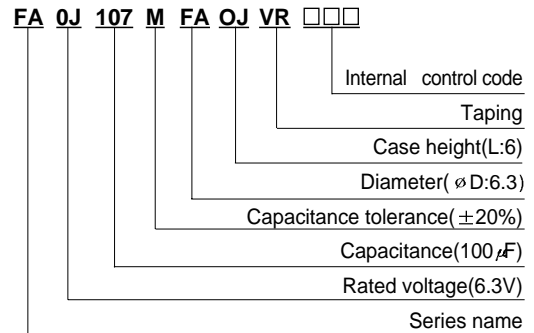 FA 0J 107 M FA OJ VR □□□
Internal control code
Taping
Case height(L:6)
Diameter( øD:6.3)
Capacitance tolerance(±20%)
Capacitance(100μF)
Rated voltage(6.3V)
Series name